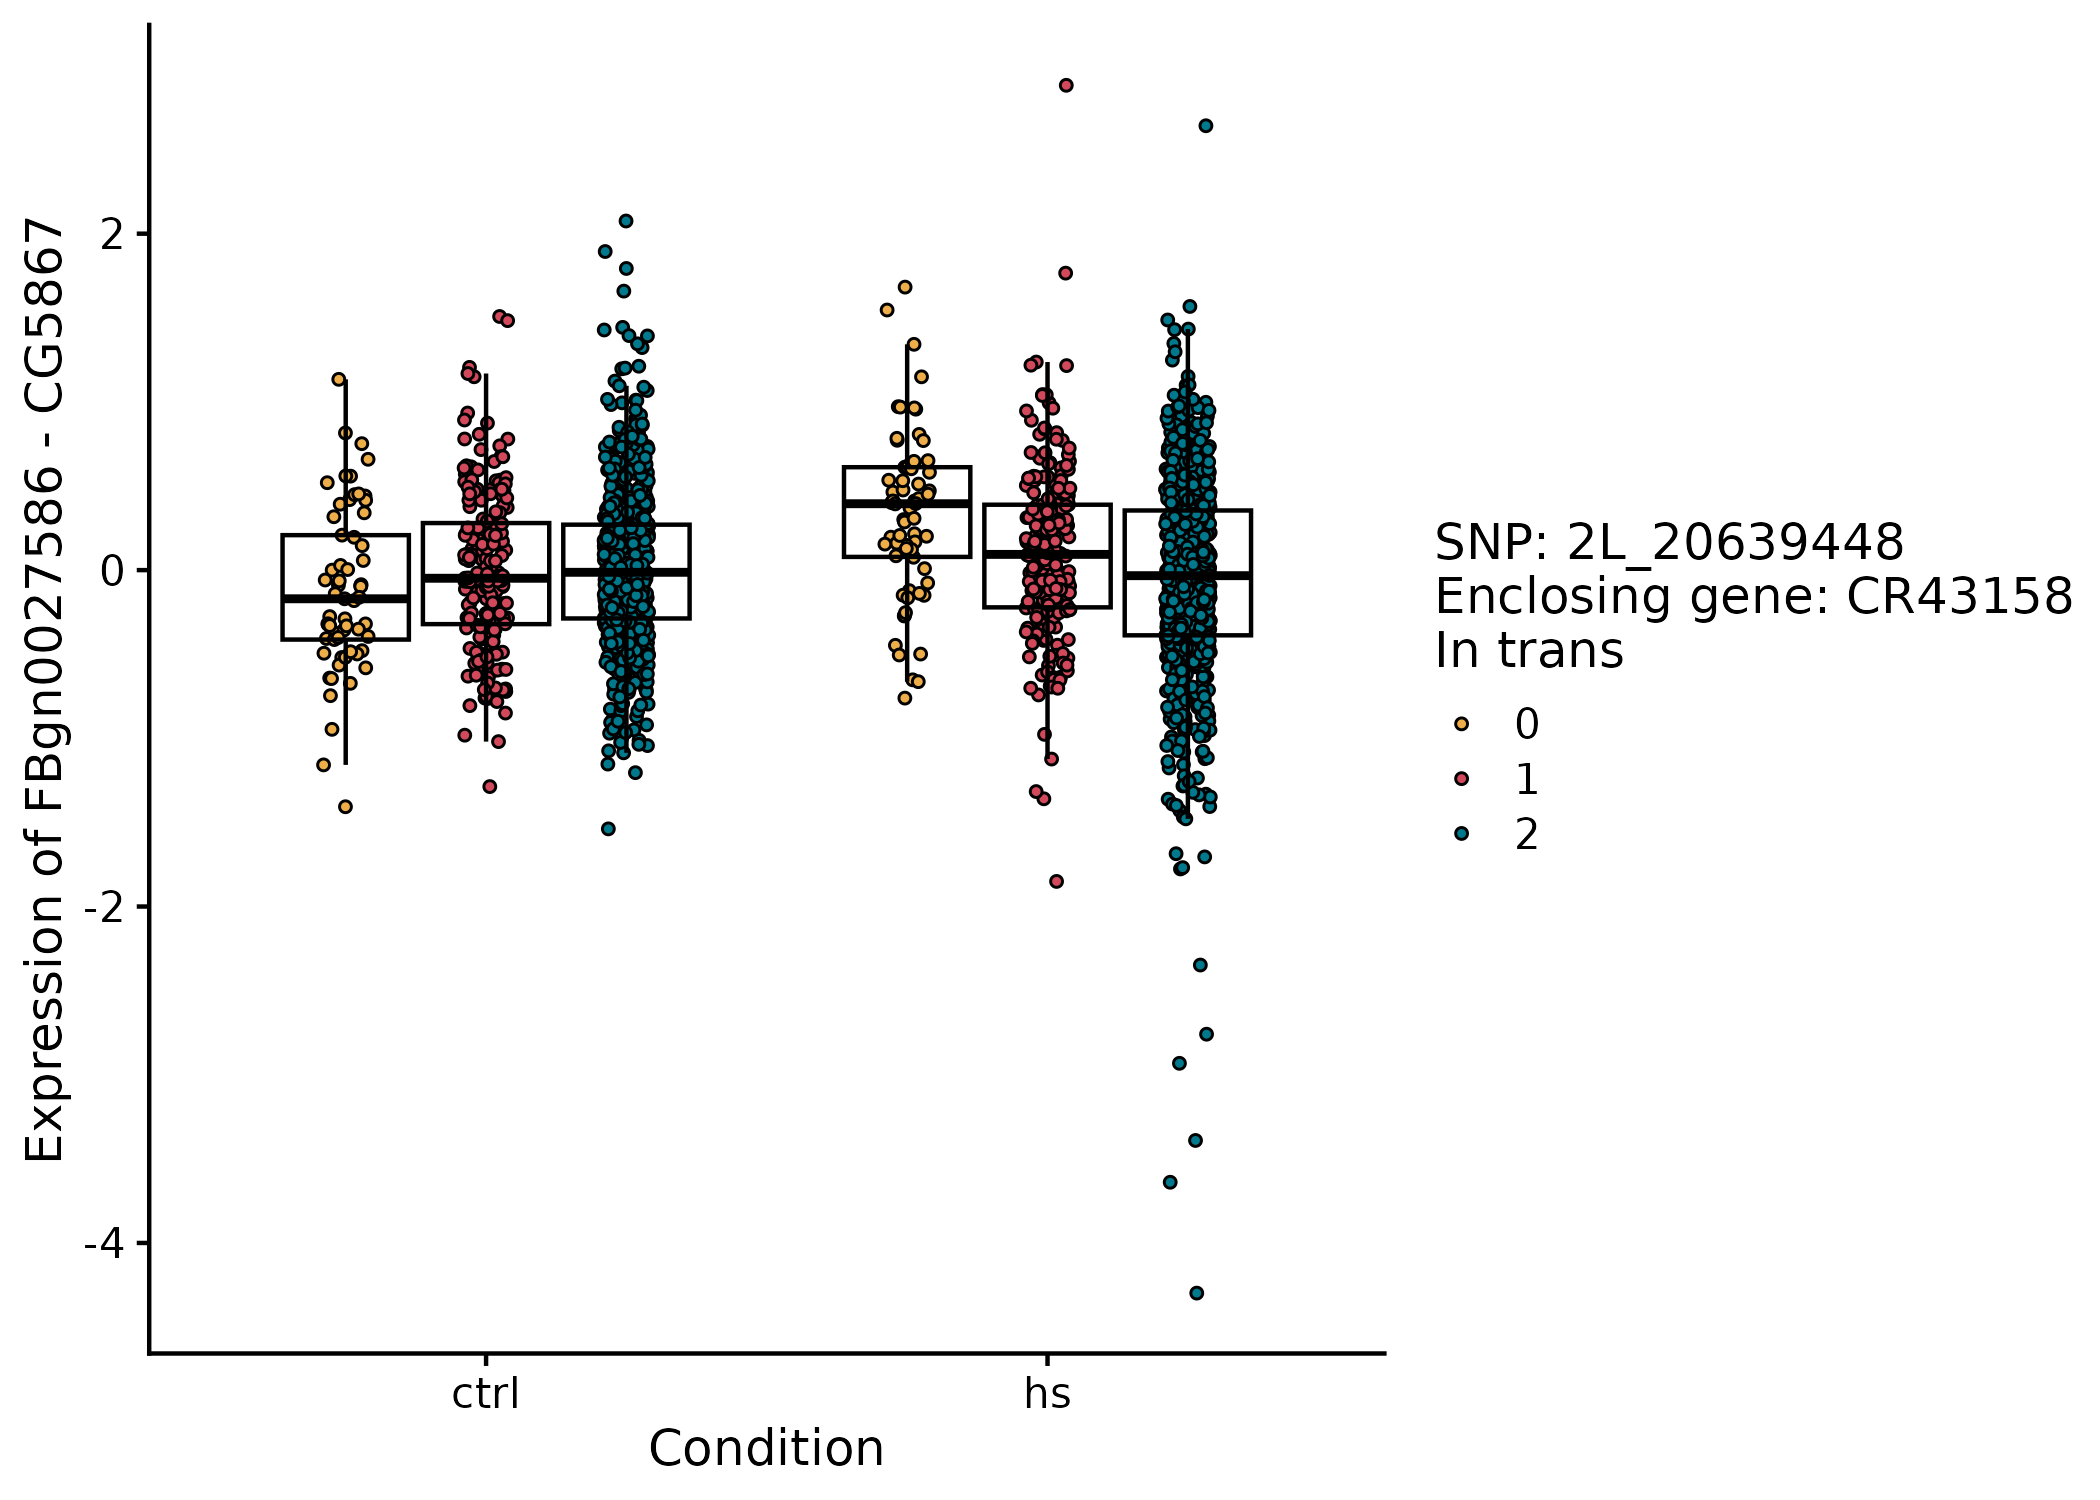 Expression of FBgn0027586 - CG5867
2
0
-2
-4
ctrl
hs
Condition
SNP: 2L_20639448
Enclosing gene: CR43158
In trans
0
1
2